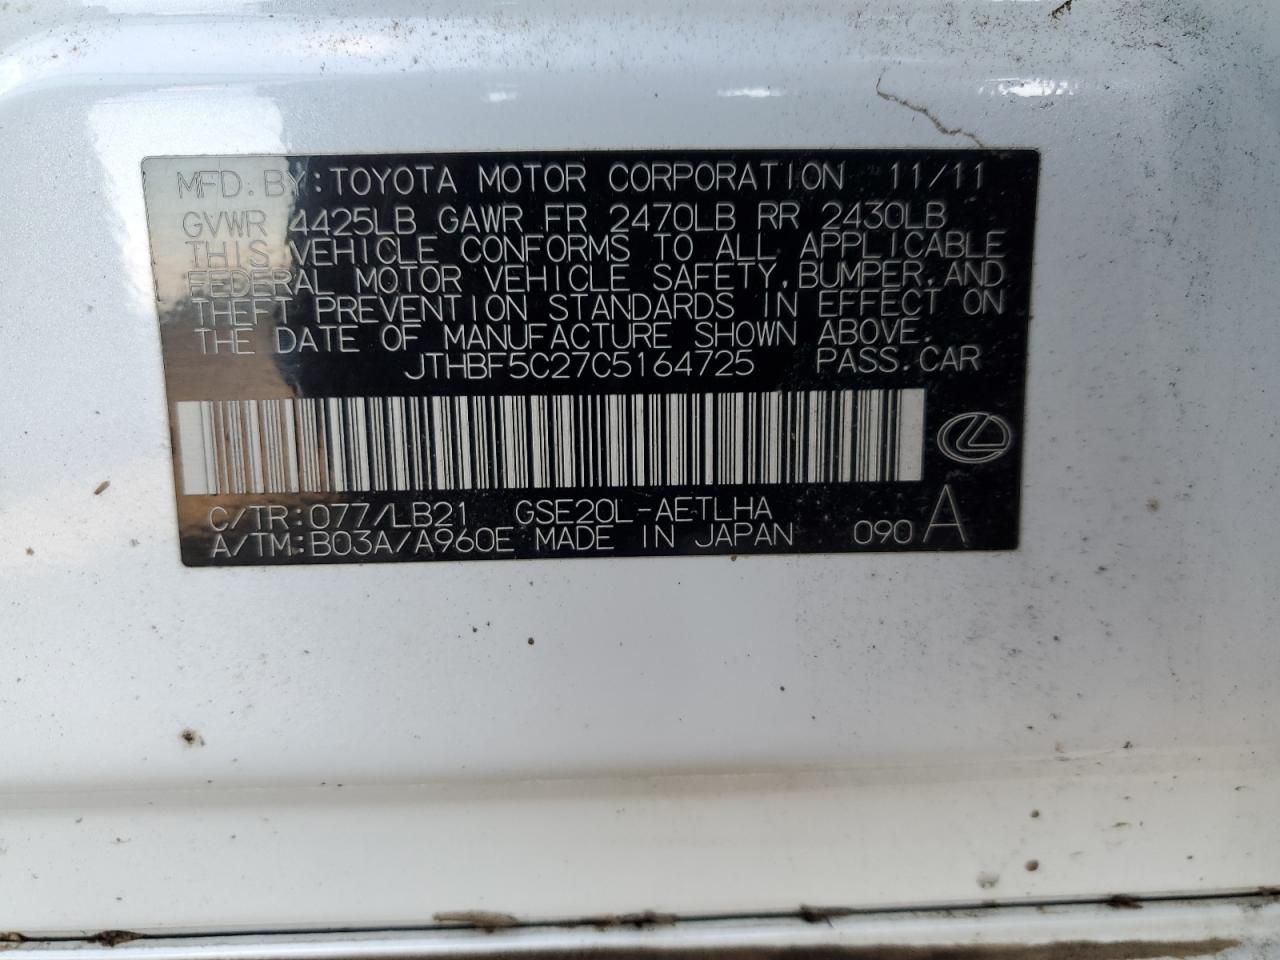 MFD. BY: TOYOTA MOTOR CORPORATION 11/11
GVWR 4425LB GAWR FR 2470LB RR 2430LB
THIS VEHICLE CONFORMS TO ALL APPLICABLE
FEDERAL MOTOR VEHICLE SAFETY, BUMPER, AND
THEFT PREVENTION STANDARDS IN EFFECT ON
THE DATE OF MANUFACTURE SHOWN ABOVE.
JTHBF5C27C5164725 PASS. CAR
C/TR: 077/LB21 GSE20L-AETLHA
A/TM: B03A/A960E MADE IN JAPAN 090 A